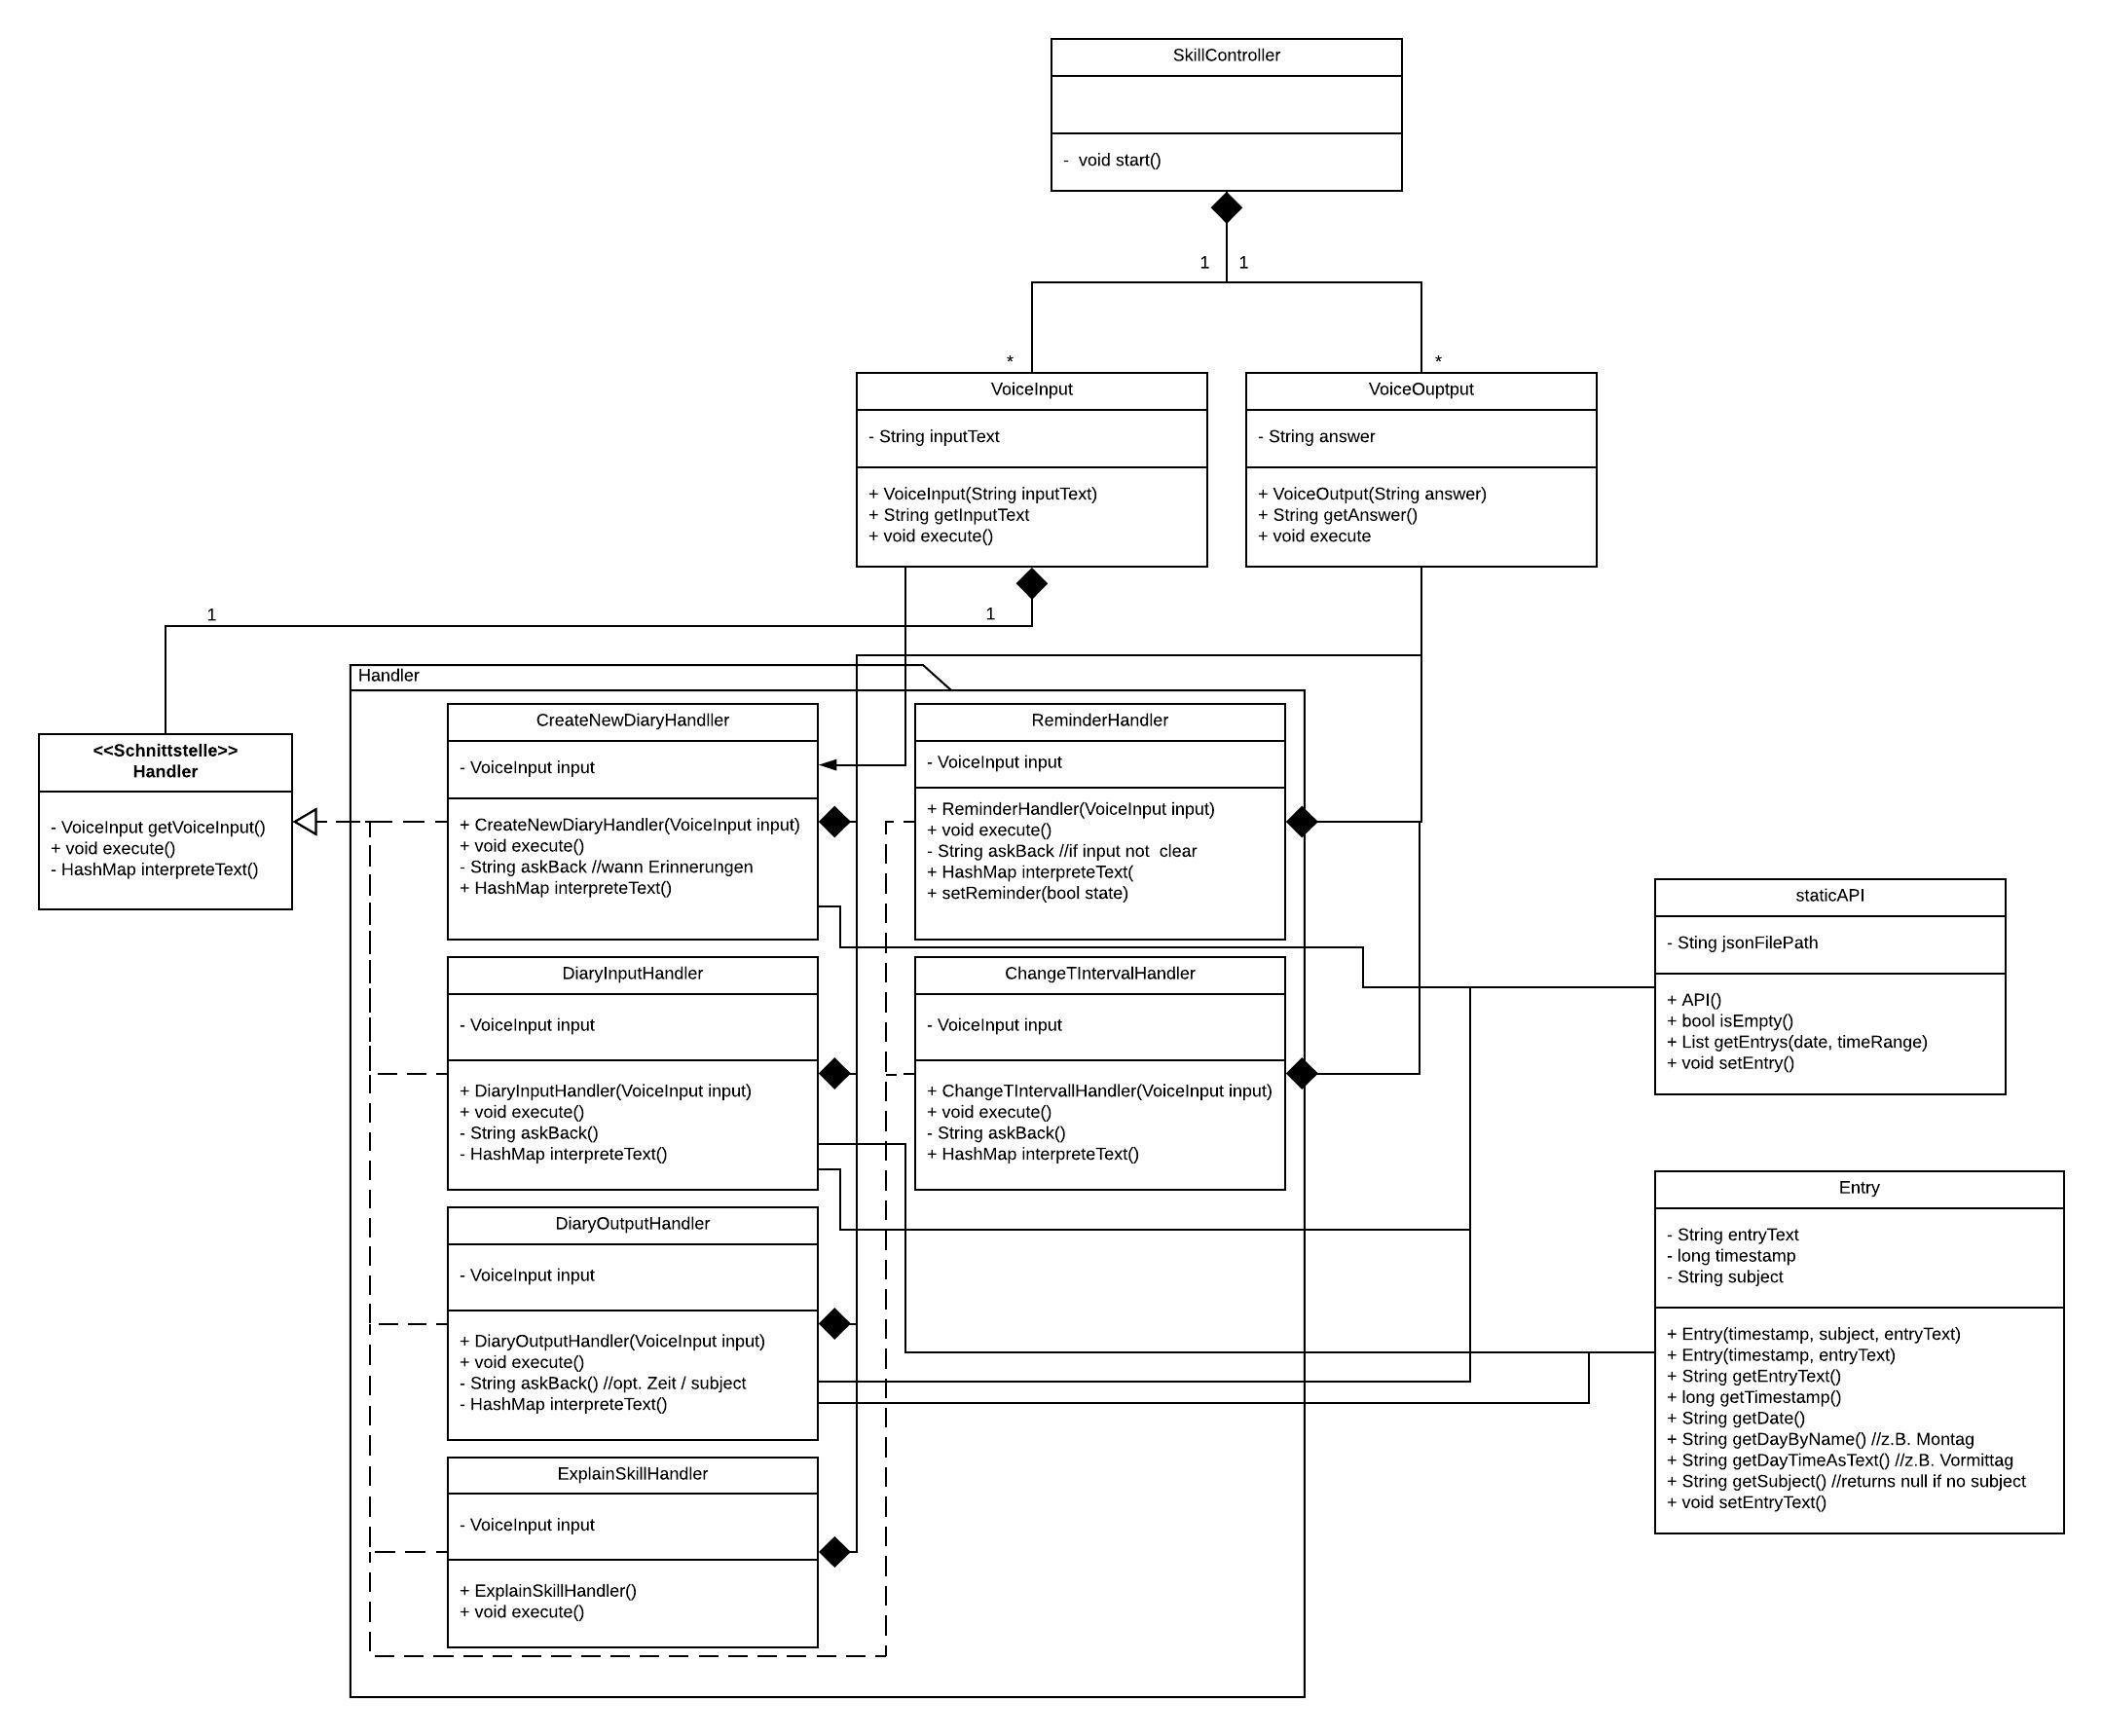 SkillController
-  void start()
1
1
*
*
VoiceInput
- String inputText
+ VoiceInput(String inputText)
+ String getInputText
+ void execute()
VoiceOuptput
- String answer
+ VoiceOutput(String answer)
+ String getAnswer()
+ void execute
1
1
Handler
<<Schnittstelle>>
Handler
- VoiceInput getVoiceInput()
+ void execute()
- HashMap interpreteText()
CreateNewDiaryHandller
- VoiceInput input
+ CreateNewDiaryHandler(VoiceInput input)
+ void execute()
- String askBack //wann Erinnerungen
+ HashMap interpreteText()
ReminderHandler
- VoiceInput input
+ ReminderHandler(VoiceInput input)
+ void execute()
- String askBack //if input not  clear
+ HashMap interpreteText(
+ setReminder(bool state)
staticAPI
- Sting jsonFilePath
+ API()
+ bool isEmpty()
+ List getEntrys(date, timeRange)
+ void setEntry()
DiaryInputHandler
- VoiceInput input
+ DiaryInputHandler(VoiceInput input)
+ void execute()
- String askBack()
- HashMap interpreteText()
ChangeTIntervalHandler
- VoiceInput input
+ ChangeTIntervallHandler(VoiceInput input)
+ void execute()
- String askBack()
+ HashMap interpreteText()
Entry
- String entryText
- long timestamp
- String subject
+ Entry(timestamp, subject, entryText)
+ Entry(timestamp, entryText)
+ String getEntryText()
+ long getTimestamp()
+ String getDate()
+ String getDayByName() //z.B. Montag
+ String getDayTimeAsText() //z.B. Vormittag
+ String getSubject() //returns null if no subject
+ void setEntryText()
DiaryOutputHandler
- VoiceInput input
+ DiaryOutputHandler(VoiceInput input)
+ void execute()
- String askBack() //opt. Zeit / subject
- HashMap interpreteText()
ExplainSkillHandler
- VoiceInput input
+ ExplainSkillHandler()
+ void execute()